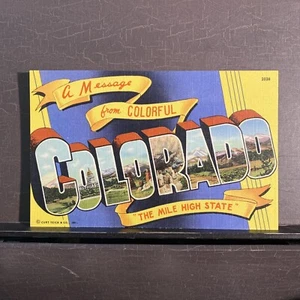 A Message
from COLORFUL
COLORADO
"THE MILE HIGH STATE"